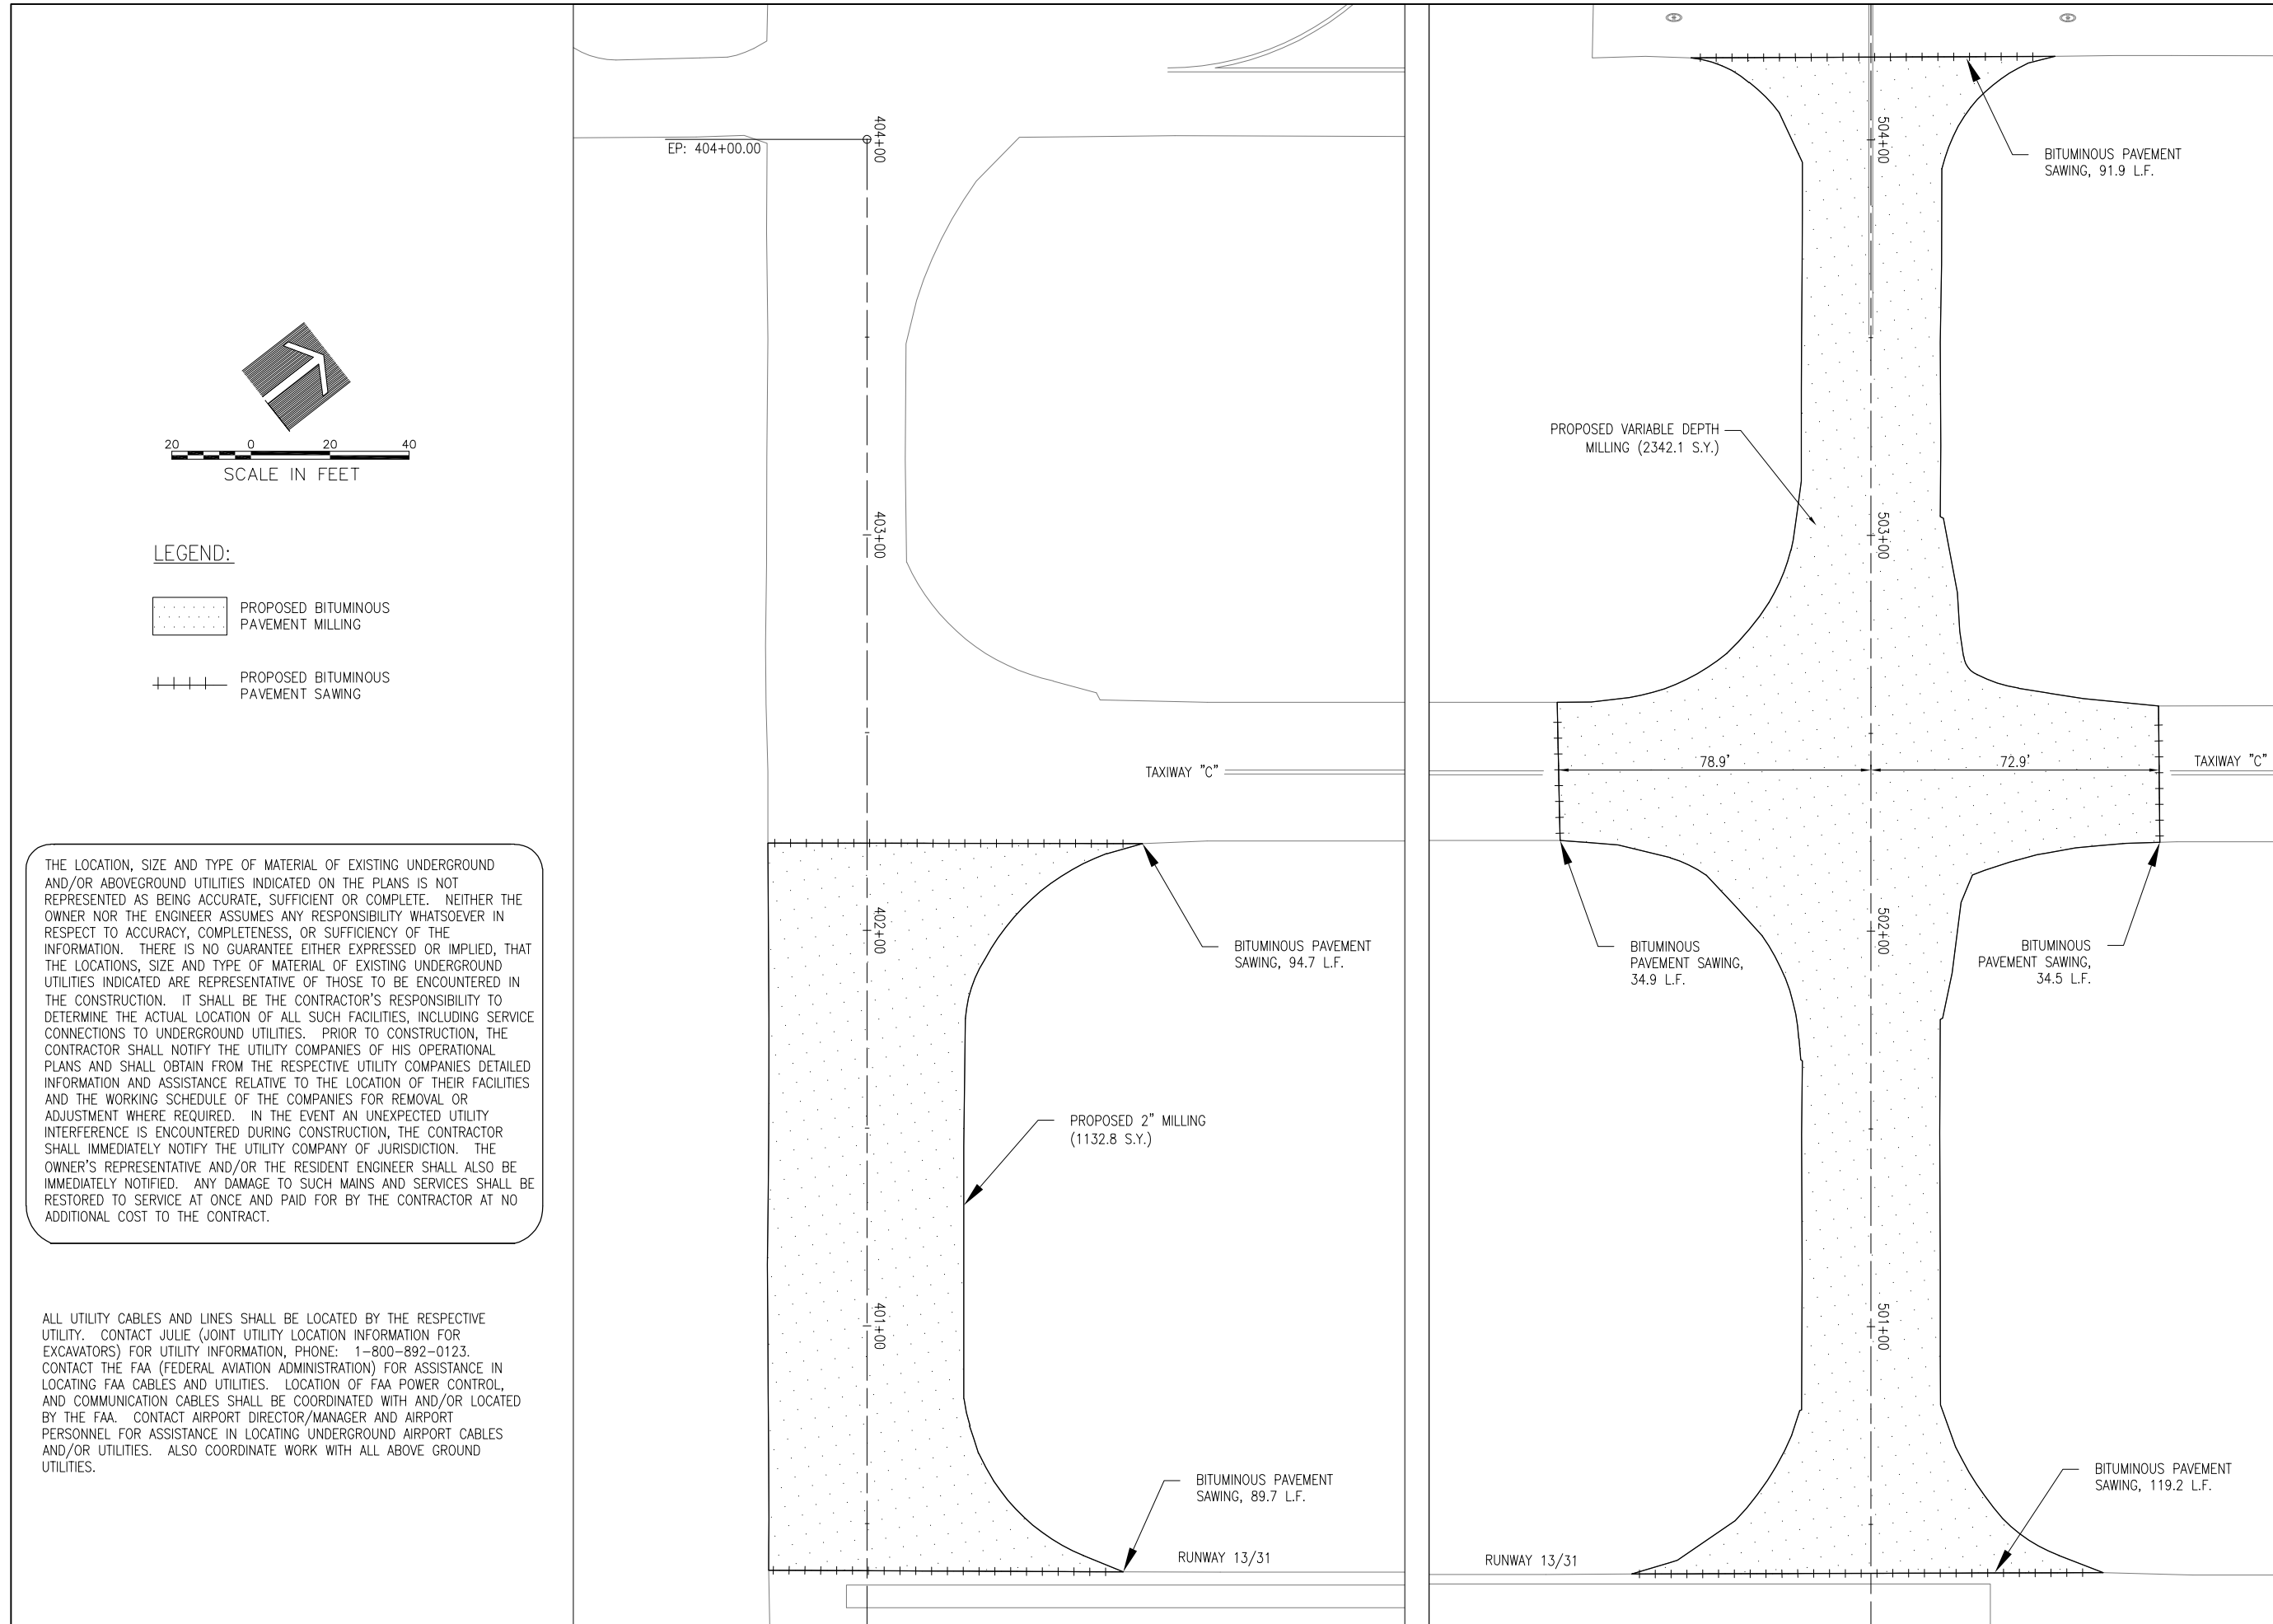 20 0 20 40
SCALE IN FEET
LEGEND:
PROPOSED BITUMINOUS
PAVEMENT MILLING
PROPOSED BITUMINOUS
PAVEMENT SAWING
THE LOCATION, SIZE AND TYPE OF MATERIAL OF EXISTING UNDERGROUND
AND/OR ABOVEGROUND UTILITIES INDICATED ON THE PLANS IS NOT
REPRESENTED AS BEING ACCURATE, SUFFICIENT OR COMPLETE. NEITHER THE
OWNER NOR THE ENGINEER ASSUMES ANY RESPONSIBILITY WHATSOEVER IN
RESPECT TO ACCURACY, COMPLETENESS, OR SUFFICIENCY OF THE
INFORMATION. THERE IS NO GUARANTEE EITHER EXPRESSED OR IMPLIED, THAT
THE LOCATIONS, SIZE AND TYPE OF MATERIAL OF EXISTING UNDERGROUND
UTILITIES INDICATED ARE REPRESENTATIVE OF THOSE TO BE ENCOUNTERED IN
THE CONSTRUCTION. IT SHALL BE THE CONTRACTOR'S RESPONSIBILITY TO
DETERMINE THE ACTUAL LOCATION OF ALL SUCH FACILITIES, INCLUDING SERVICE
CONNECTIONS TO UNDERGROUND UTILITIES. PRIOR TO CONSTRUCTION, THE
CONTRACTOR SHALL NOTIFY THE UTILITY COMPANIES OF HIS OPERATIONAL
PLANS AND SHALL OBTAIN FROM THE RESPECTIVE UTILITY COMPANIES DETAILED
INFORMATION AND ASSISTANCE RELATIVE TO THE LOCATION OF THEIR FACILITIES
AND THE WORKING SCHEDULE OF THE COMPANIES FOR REMOVAL OR
ADJUSTMENT WHERE REQUIRED. IN THE EVENT AN UNEXPECTED UTILITY
INTERFERENCE IS ENCOUNTERED DURING CONSTRUCTION, THE CONTRACTOR
SHALL IMMEDIATELY NOTIFY THE UTILITY COMPANY OF JURISDICTION. THE
OWNER'S REPRESENTATIVE AND/OR THE RESIDENT ENGINEER SHALL ALSO BE
IMMEDIATELY NOTIFIED. ANY DAMAGE TO SUCH MAINS AND SERVICES SHALL BE
RESTORED TO SERVICE AT ONCE AND PAID FOR BY THE CONTRACTOR AT NO
ADDITIONAL COST TO THE CONTRACT.
ALL UTILITY CABLES AND LINES SHALL BE LOCATED BY THE RESPECTIVE
UTILITY. CONTACT JULIE (JOINT UTILITY LOCATION INFORMATION FOR
EXCAVATORS) FOR UTILITY INFORMATION, PHONE: 1-800-892-0123.
CONTACT THE FAA (FEDERAL AVIATION ADMINISTRATION) FOR ASSISTANCE IN
LOCATING FAA CABLES AND UTILITIES. LOCATION OF FAA POWER CONTROL,
AND COMMUNICATION CABLES SHALL BE COORDINATED WITH AND/OR LOCATED
BY THE FAA. CONTACT AIRPORT DIRECTOR/MANAGER AND AIRPORT
PERSONNEL FOR ASSISTANCE IN LOCATING UNDERGROUND AIRPORT CABLES
AND/OR UTILITIES. ALSO COORDINATE WORK WITH ALL ABOVE GROUND
UTILITIES.
404+00
EP: 404+00.00
403+00
TAXIWAY "C"
402+00
BITUMINOUS PAVEMENT
SAWING, 94.7 L.F.
PROPOSED 2" MILLING
(1132.8 S.Y.)
401+00
BITUMINOUS PAVEMENT
SAWING, 89.7 L.F.
RUNWAY 13/31
504+00
BITUMINOUS PAVEMENT
SAWING, 91.9 L.F.
PROPOSED VARIABLE DEPTH
MILLING (2342.1 S.Y.)
503+00
78.9'
72.9'
TAXIWAY "C"
502+00
BITUMINOUS
PAVEMENT SAWING,
34.9 L.F.
BITUMINOUS
PAVEMENT SAWING,
34.5 L.F.
501+00
BITUMINOUS PAVEMENT
SAWING, 119.2 L.F.
RUNWAY 13/31